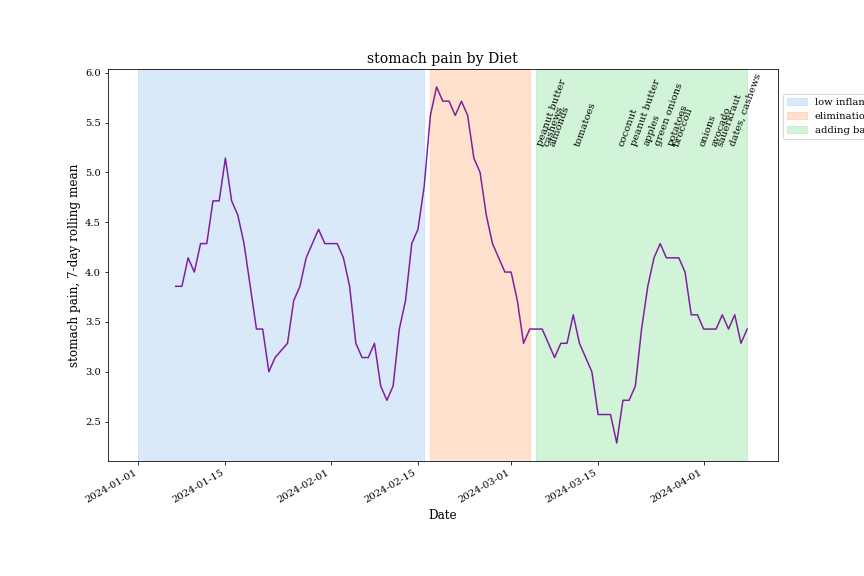 stomach pain by Diet
stomach pain, 7-day rolling mean
6.0
5.5
5.0
4.5
4.0
3.5
3.0
2.5
peanut butter
cashews
almonds
tomatoes
coconut
peanut butter
apples
green onions
potatoes
broccoli
onions
avocado
sauerkraut
dates, cashews
low inflam
elimination
adding ba
2024-01-01
2024-01-15
2024-02-01
2024-02-15
2024-03-01
2024-03-15
2024-04-01
Date